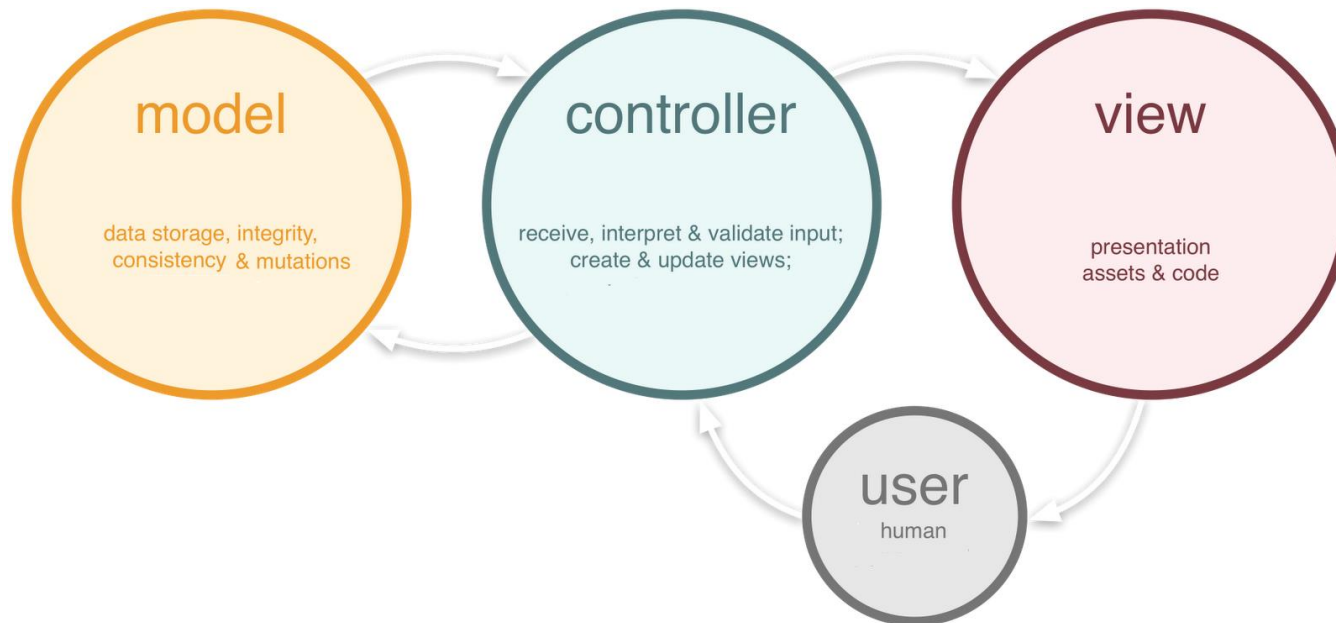 model
data storage, integrity,
consistency & mutations
controller
receive, interpret & validate input;
create & update views;
view
presentation
assets & code
user
human